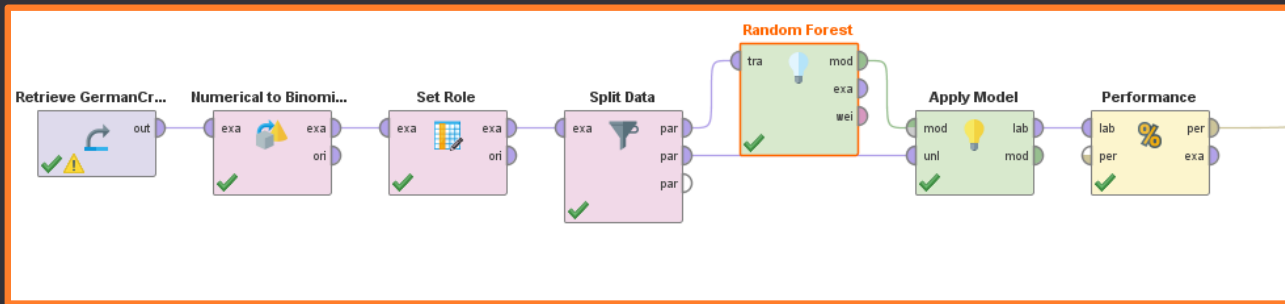 Random Forest
tra mod
exa
wei
Retrieve GermanCr...
out
Numerical to Binomi...
exa exa
ori
Set Role
exa exa
ori
Split Data
exa par
par
par
Apply Model
mod lab
unl mod
Performance
%
lab per
per exa